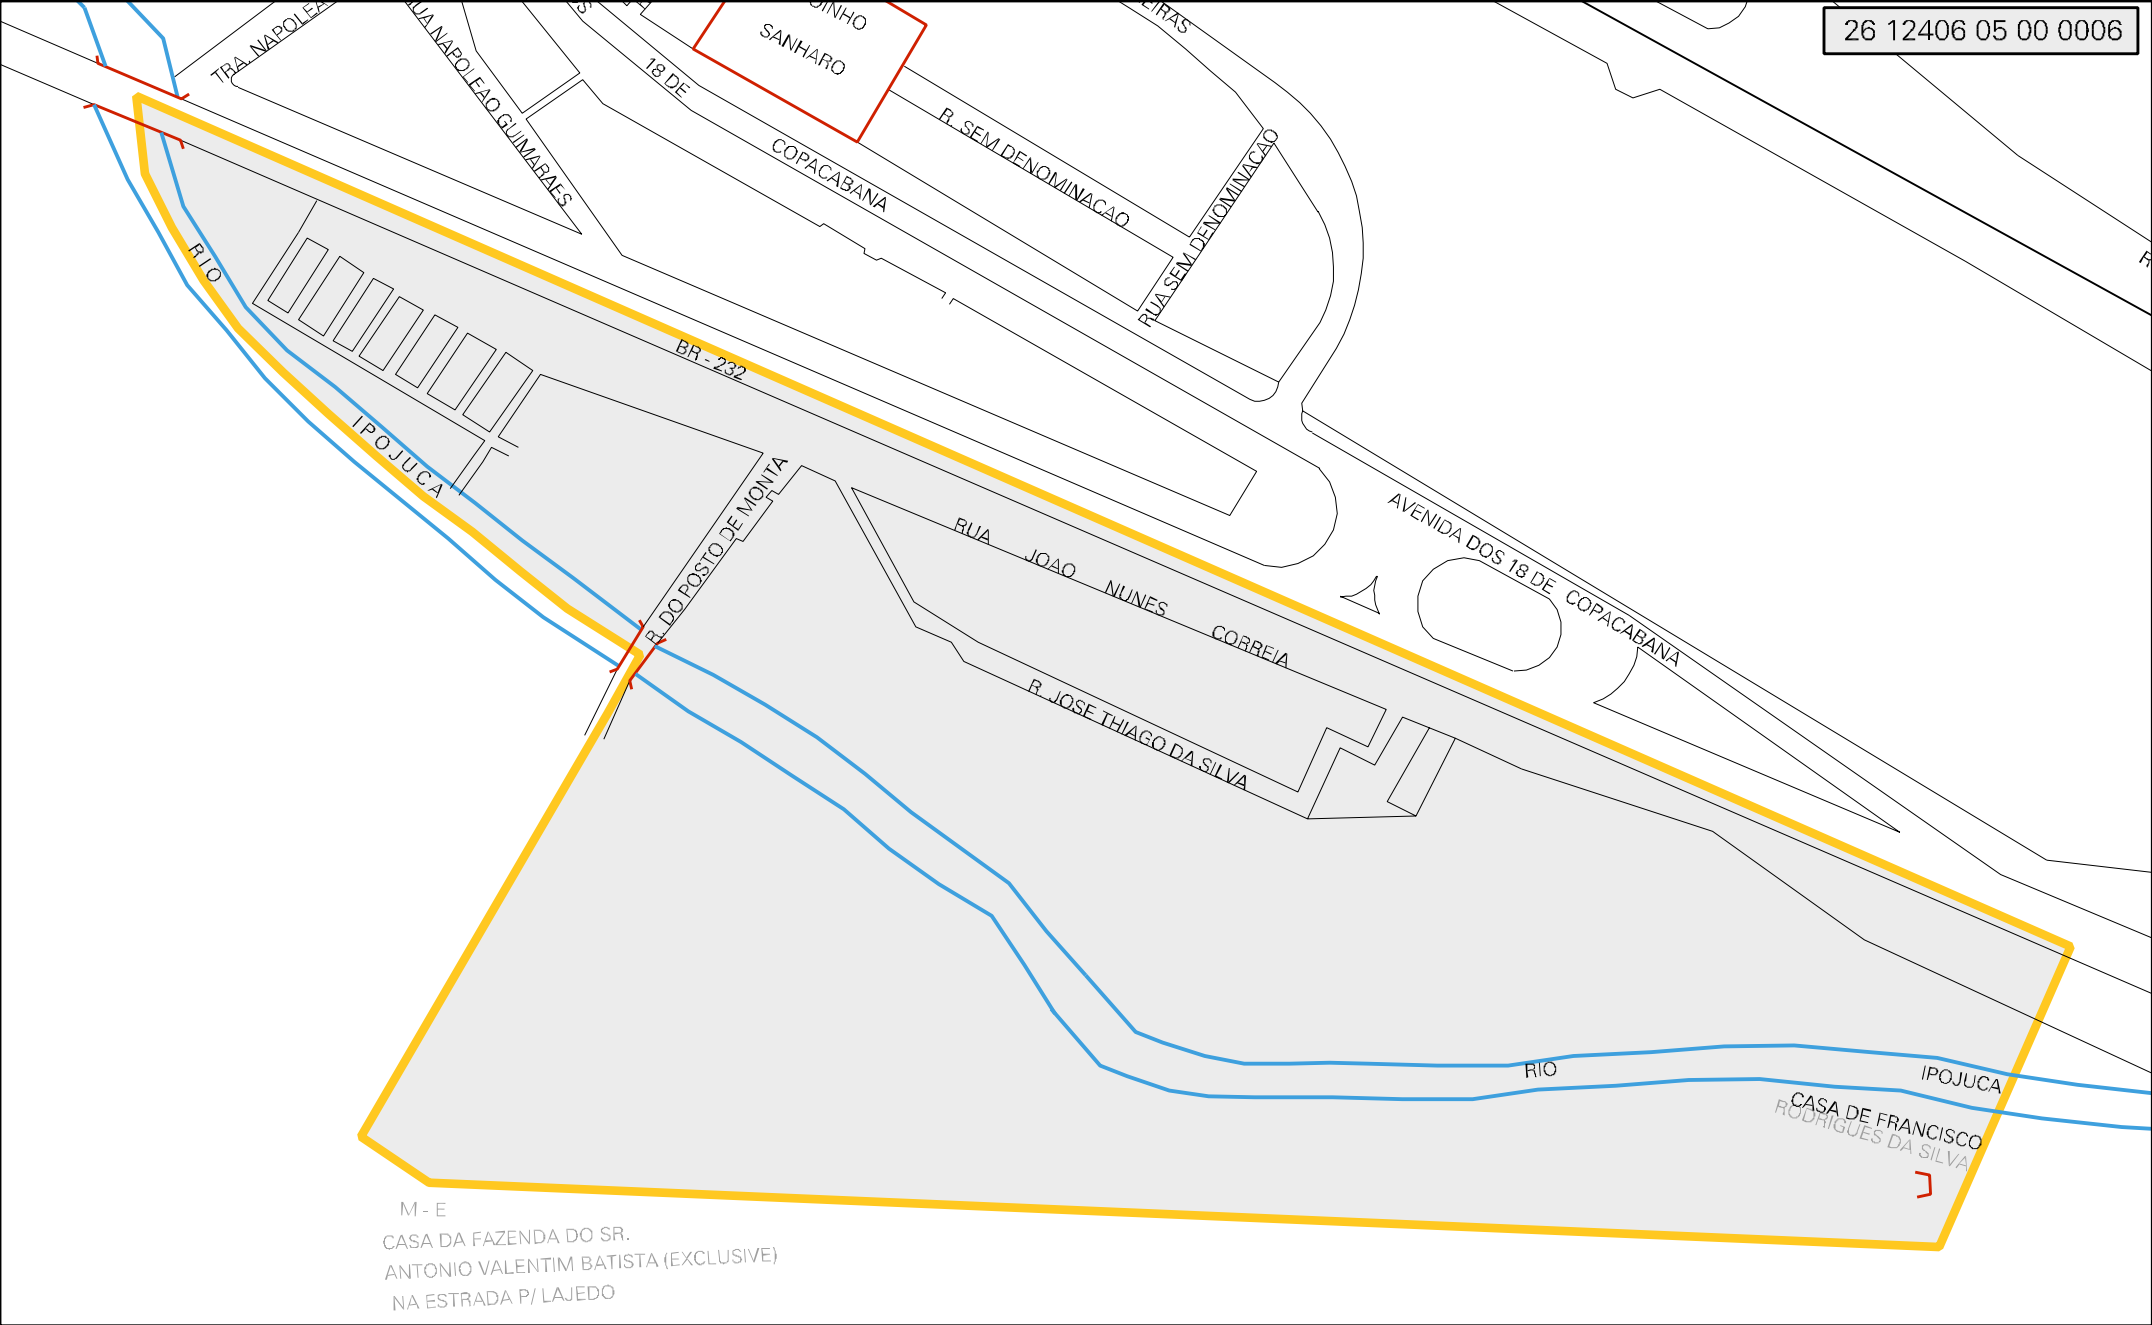 26 12406 05 00 0006
SANHARO
18 DE
COPACABANA
R. SEM DENOMINACAO
RUA SEM DENOMINACAO
NAPOLEAO GUIMARAES
TRA.
RIO
IPOJUCA
BR - 232
R. DO POSTO DE MONTA
RUA JOAO NUNES CORREIA
R. JOSE THIAGO DA SILVA
AVENIDA DOS 18 DE COPACABANA
RIO IPOJUCA
CASA DE FRANCISCO
RODRIGUES DA SILVA
M - E
CASA DA FAZENDA DO SR.
ANTONIO VALENTIM BATISTA (EXCLUSIVE)
NA ESTRADA P/ LAJEDO